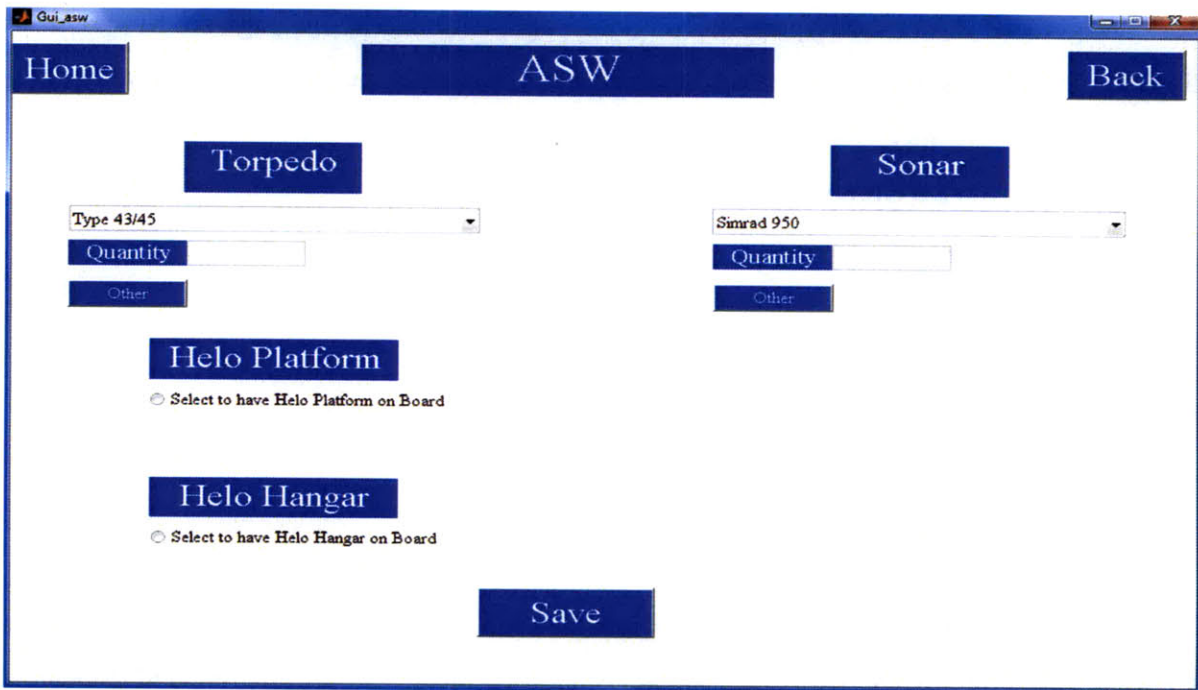 Gui_asw
Home
ASW
Back
Torpedo
Sonar
Type 43/45
Simrad 950
Quantity
Quantity
Other
Other
Helo Platform
Select to have Helo Platform on Board
Helo Hangar
Select to have Helo Hangar on Board
Save